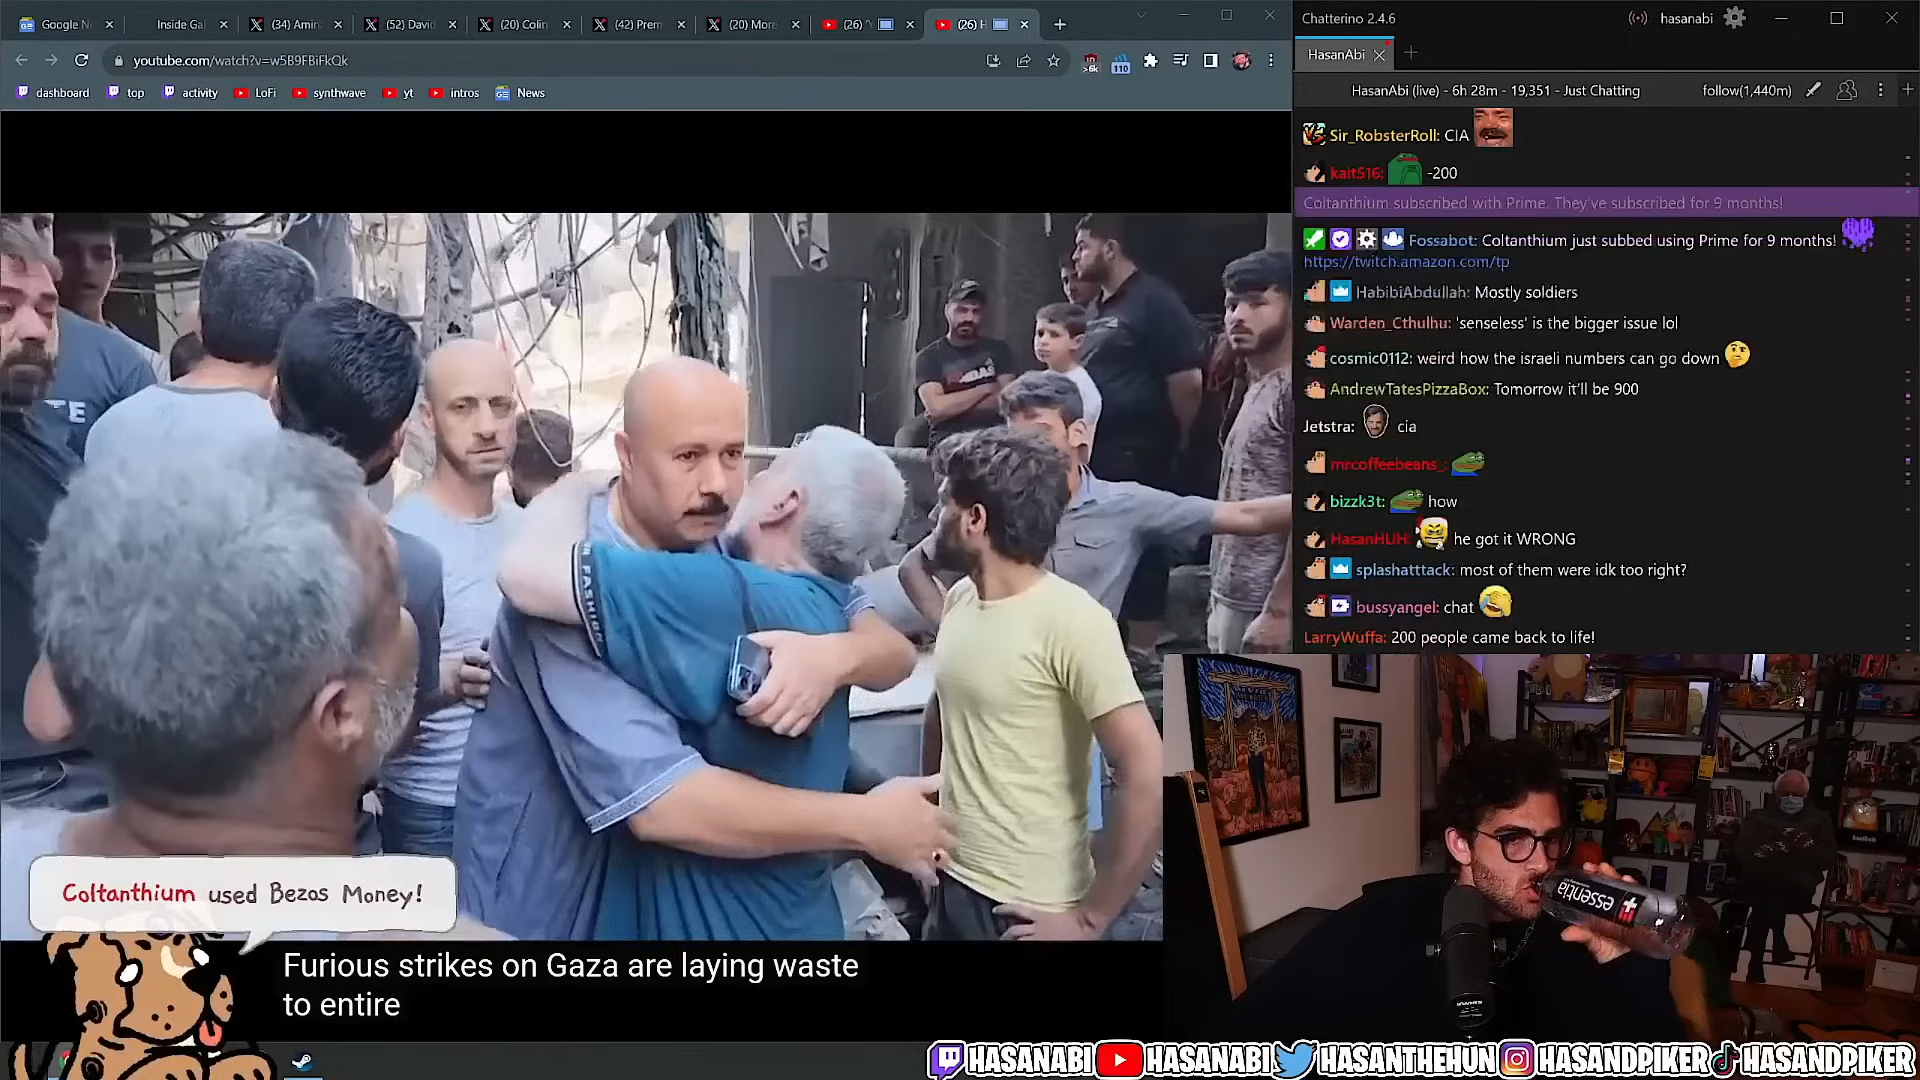 Google N
Inside Gal
(34) Amin
(52) David
(20) Colin
(42) Prem
(20) More
(26)
(26) H
youtube.com/watch?v=w5B9FBiFkQk
>6k
110
dashboard
top
activity
LoFi
synthwave
yt
intros
News
Chatterino 2.4.6
hasanabi
HasanAbi
HasanAbi (live) - 6h 28m - 19,351 - Just Chatting
follow(1,440m)
Sir_RobsterRoll: CIA
kait516: -200
Coltanthium subscribed with Prime. They've subscribed for 9 months!
Fossabot: Coltanthium just subbed using Prime for 9 months!
https://twitch.amazon.com/tp
HabibiAbdullah: Mostly soldiers
Warden_Cthulhu: 'senseless' is the bigger issue lol
cosmic0112: weird how the israeli numbers can go down
AndrewTatesPizzaBox: Tomorrow it'll be 900
Jetstra: cia
mrcoffeebeans_:
bizzk3t: how
HasanHUH: he got it WRONG
splashatttack: most of them were idk too right?
bussyangel: chat
LarryWuffa: 200 people came back to life!
FASHION
Coltanthium used Bezos Money!
Furious strikes on Gaza are laying waste
to entire
essentia
HASANABI
HASANABI
HASANTHEHUN
HASANDPIKER
HASANDPIKER